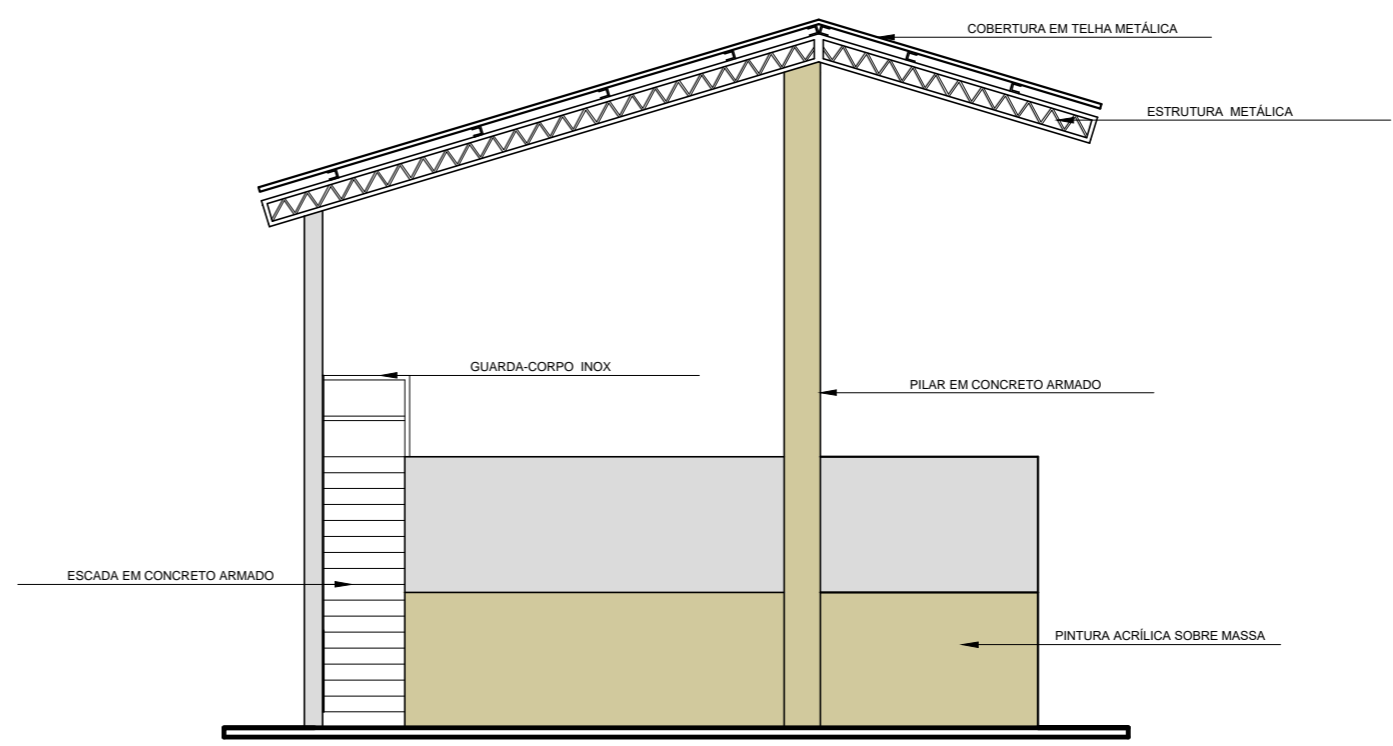 COBERTURA EM TELHA METÁLICA
ESTRUTURA METÁLICA
GUARDA-CORPO INOX
PILAR EM CONCRETO ARMADO
ESCADA EM CONCRETO ARMADO
PINTURA ACRÍLICA SOBRE MASSA